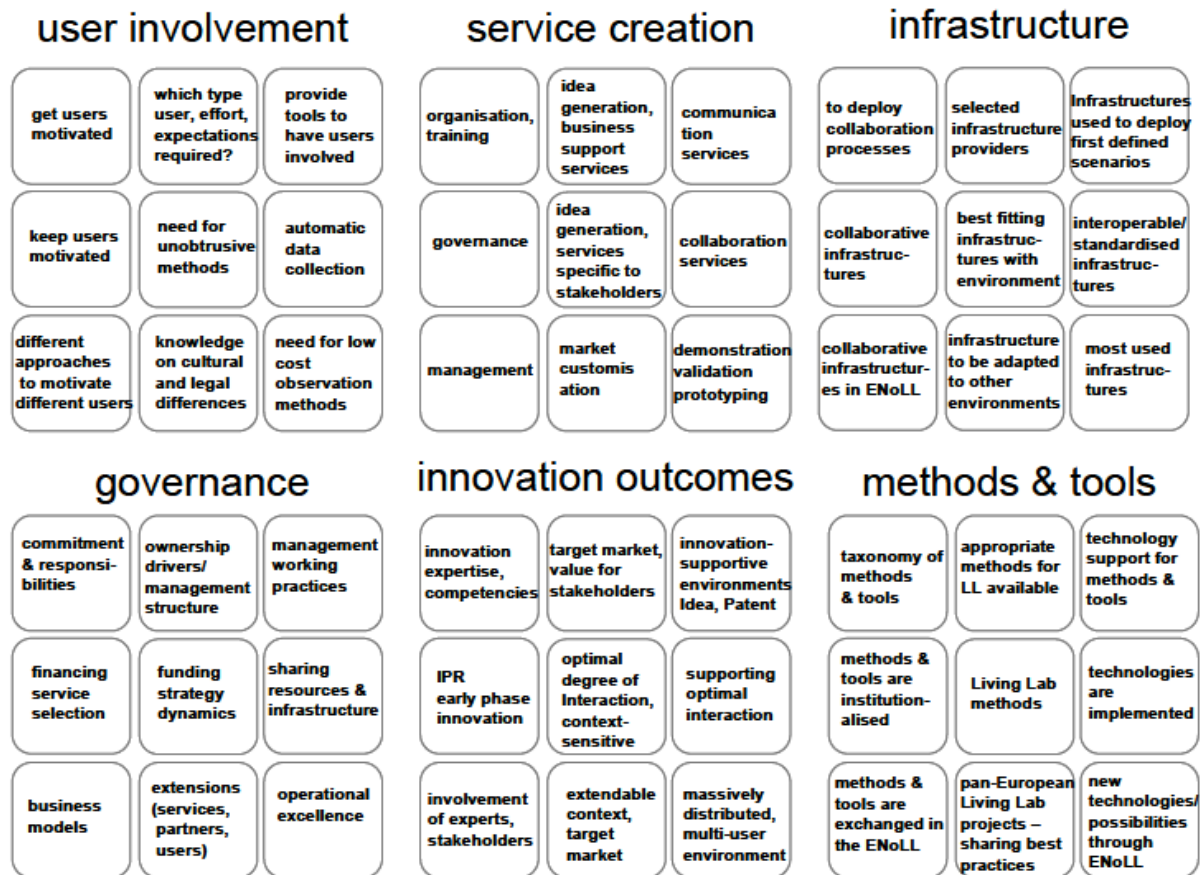 user involvement
get users
motivated
which type
user, effort,
expectations
required?
provide
tools to
have users
involved
keep users
motivated
need for
unobtrusive
methods
automatic
data
collection
different
approaches
to motivate
different users
knowledge
on cultural
and legal
differences
need for low
cost
observation
methods
service creation
organisation,
training
idea
generation,
business
support
services
communica
tion
services
governance
idea
generation,
services
specific to
stakeholders
collaboration
services
management
market
customis
ation
demonstration
validation
prototyping
infrastructure
to deploy
collaboration
processes
selected
infrastructure
providers
Infrastructures
used to deploy
first defined
scenarios
collaborative
infrastruc-
tures
best fitting
infrastruc-
tures with
environment
interoperable/
standardised
infrastruc-
tures
collaborative
infrastructur-
es in ENoLL
infrastructure
to be adapted
to other
environments
most used
infrastruc-
tures
governance
commitment
& responsi-
bilities
ownership
drivers/
management
structure
management
working
practices
financing
service
selection
funding
strategy
dynamics
sharing
resources &
infrastructure
business
models
extensions
(services,
partners,
users)
operational
excellence
innovation outcomes
innovation
expertise,
competencies
target market,
value for
stakeholders
innovation-
supportive
environments
Idea, Patent
IPR
early phase
innovation
optimal
degree of
Interaction,
context-
sensitive
supporting
optimal
interaction
involvement
of experts,
stakeholders
extendable
context,
target
market
massively
distributed,
multi-user
environment
methods & tools
taxonomy of
methods
& tools
appropriate
methods for
LL available
technology
support for
methods &
tools
methods &
tools are
institution-
alised
Living Lab
methods
technologies
are
implemented
methods &
tools are
exchanged in
the ENoLL
pan-European
Living Lab
projects –
sharing best
practices
new
technologies/
possibilities
through
ENoLL